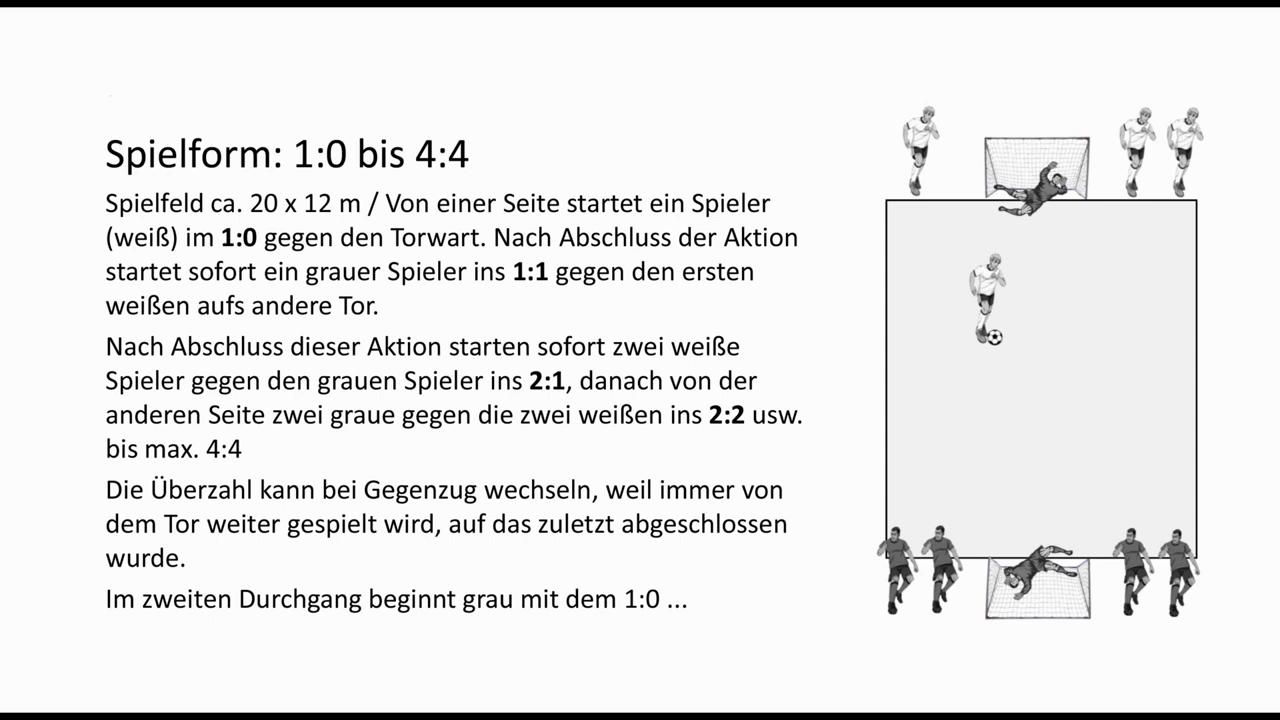 Spielform: 1:0 bis 4:4
Spielfeld ca. 20 x 12 m / Von einer Seite startet ein Spieler
(weiß) im 1:0 gegen den Torwart. Nach Abschluss der Aktion
startet sofort ein grauer Spieler ins 1:1 gegen den ersten
weißen aufs andere Tor.
Nach Abschluss dieser Aktion starten sofort zwei weiße
Spieler gegen den grauen Spieler ins 2:1, danach von der
anderen Seite zwei graue gegen die zwei weißen ins 2:2 usw.
bis max. 4:4
Die Überzahl kann bei Gegenzug wechseln, weil immer von
dem Tor weiter gespielt wird, auf das zuletzt abgeschlossen
wurde.
Im zweiten Durchgang beginnt grau mit dem 1:0 ...